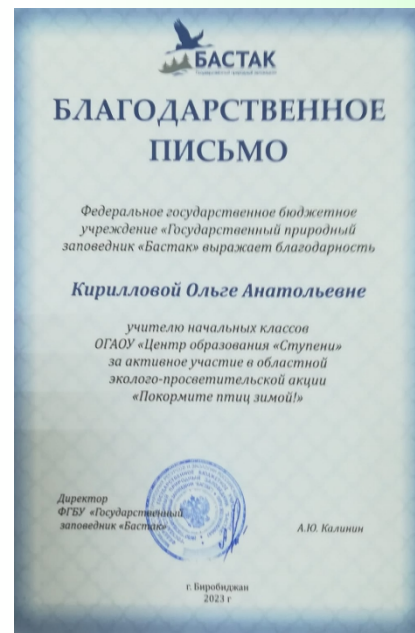 БАСТАК
БЛАГОДАРСТВЕННОЕ
ПИСЬМО
Федеральное государственное бюджетное
учреждение «Государственный природный
заповедник «Бастак» выражает благодарность
Кирилловой Ольге Анатольевне
учителю начальных классов
ОГАОУ «Центр образования «Ступени»
за активное участие в областной
эколого-просветительской акции
«Покормите птиц зимой!»
Директор
ФГБУ «Государственный
заповедник «Бастак»
А.Ю. Калинин
г. Биробиджан
2023 г